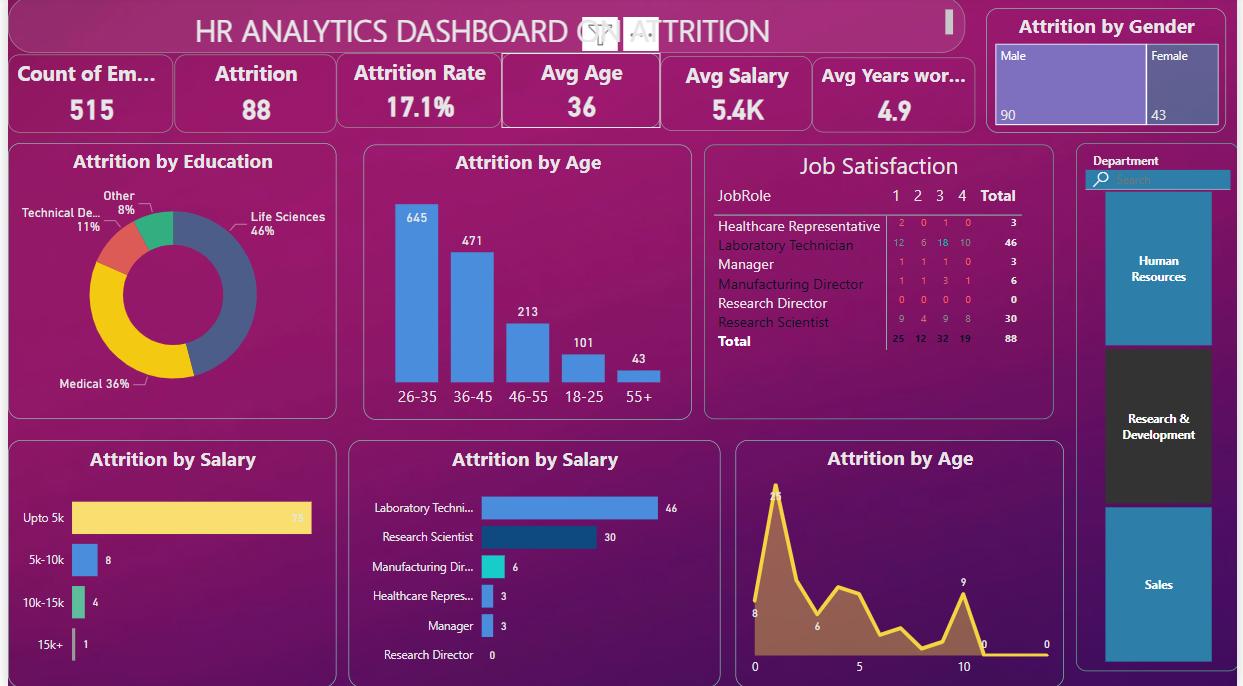 HR ANALYTICS DASHBOARD ON ATTRITION
Attrition by Gender
Male
Female
90
43
Count of Em...
515
Attrition
88
Attrition Rate
17.1%
Avg Age
36
Avg Salary
5.4K
Avg Years wor...
4.9
Attrition by Education
Other
8%
Technical De...
11%
Life Sciences
46%
Medical 36%
Attrition by Age
645
471
213
101
43
26-35 36-45 46-55 18-25 55+
Job Satisfaction
JobRole 1 2 3 4 Total
Healthcare Representative 2 0 1 0 3
Laboratory Technician 12 6 18 10 46
Manager 1 1 1 0 3
Manufacturing Director 1 1 3 1 6
Research Director 0 0 0 0 0
Research Scientist 9 4 9 8 30
Total 25 12 32 19 88
Department
Search
Human
Resources
Research &
Development
Sales
Attrition by Salary
Upto 5k 75
5k-10k 8
10k-15k 4
15k+ 1
Attrition by Salary
Laboratory Techni... 46
Research Scientist 30
Manufacturing Dir... 6
Healthcare Repres... 3
Manager 3
Research Director 0
Attrition by Age
25
8
6
9
0
0
0 5 10